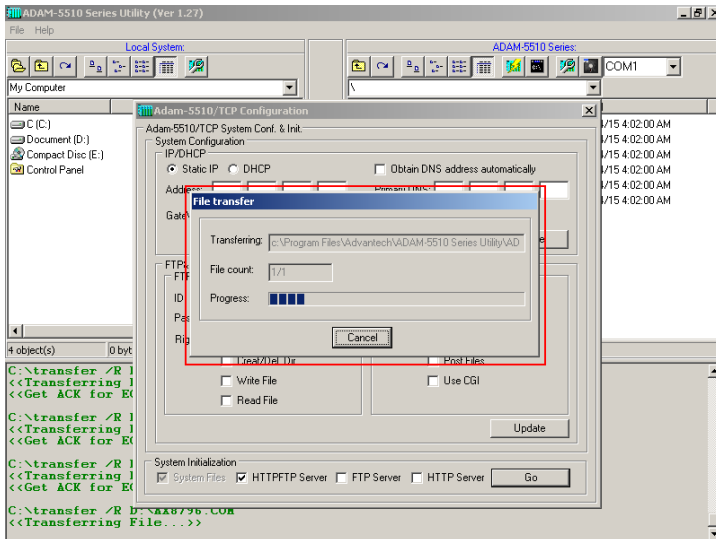 ADAM-5510 Series Utility (Ver 1.27)
File Help
Local System:
ADAM-5510 Series:
COM1
My Computer
\
Name
C (C:)
Document (D:)
Compact Disc (E:)
Control Panel
/15 4:02:00 AM
/15 4:02:00 AM
/15 4:02:00 AM
/15 4:02:00 AM
/15 4:02:00 AM
/15 4:02:00 AM
4 object(s)
0 byt
Adam-5510/TCP Configuration
Adam-5510/TCP System Conf. & Init.
System Configuration
IP/DHCP
Static IP
DHCP
Obtain DNS address automatically
Address:
Primary DNS:
File transfer
Transferring:
c:\Program Files\Advantech\ADAM-5510 Series Utility\AD
File count:
1/1
Progress:
Cancel
FTP
ID
Creat/Del. Dir
Post Files
Write File
Use CGI
Read File
Update
System Initialization
System Files
HTTPFTP Server
FTP Server
HTTP Server
Go
C:\transfer /R
<<Transferring
<<Get ACK for
C:\transfer /R
<<Transferring
<<Get ACK for
C:\transfer /R
<<Transferring
<<Get ACK for
C:\transfer /R D:\AX8796.COM
<<Transferring File...>>